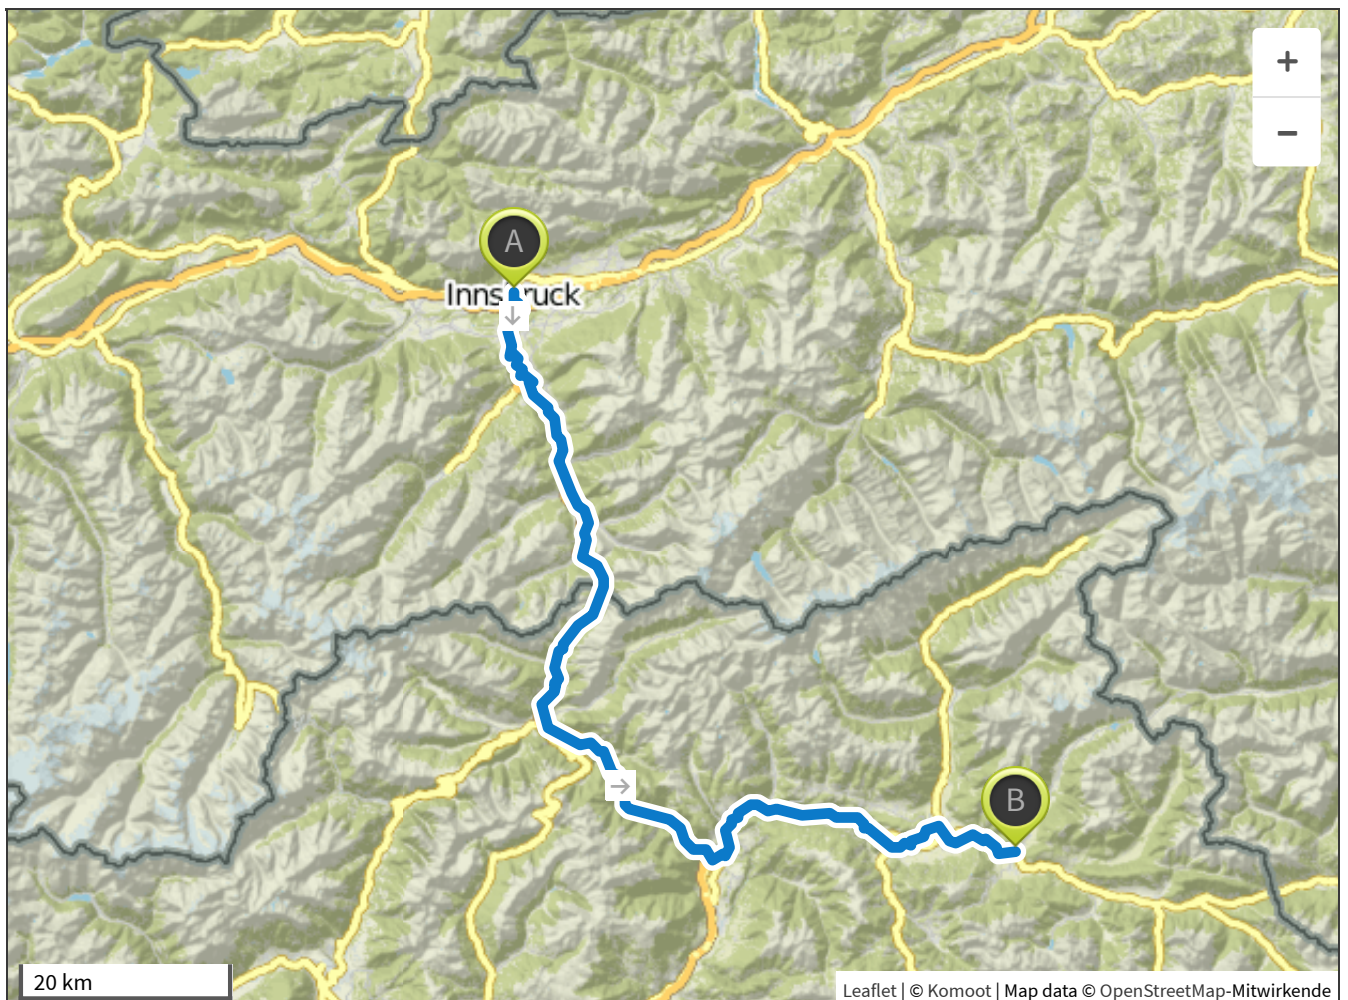 +
−
A
Innsbruck
B
20 km
Leaflet | © Komoot | Map data © OpenStreetMap-Mitwirkende